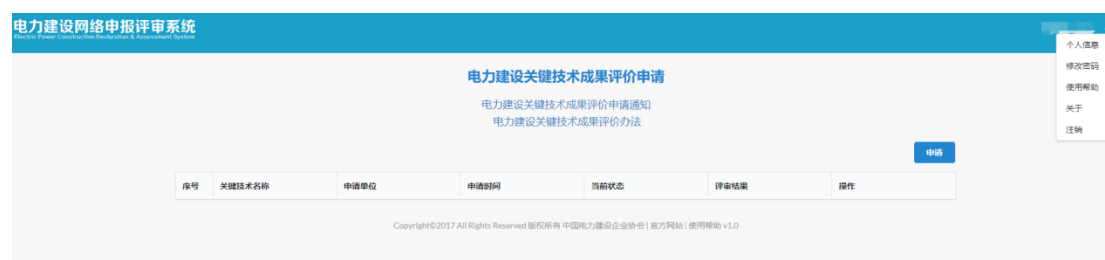 电力建设网络申报评审系统
Electric Power Construction Declaration & Assessment System
个人信息
修改密码
使用帮助
关于
注销
电力建设关键技术成果评价申请
电力建设关键技术成果评价申请通知
电力建设关键技术成果评价办法
申请
序号 关键技术名称 申请单位 申请时间 当前状态 评审结果 操作
Copyright©2017 All Rights Reserved 版权所有 中国电力建设企业协会 | 官方网站 | 使用帮助 v1.0